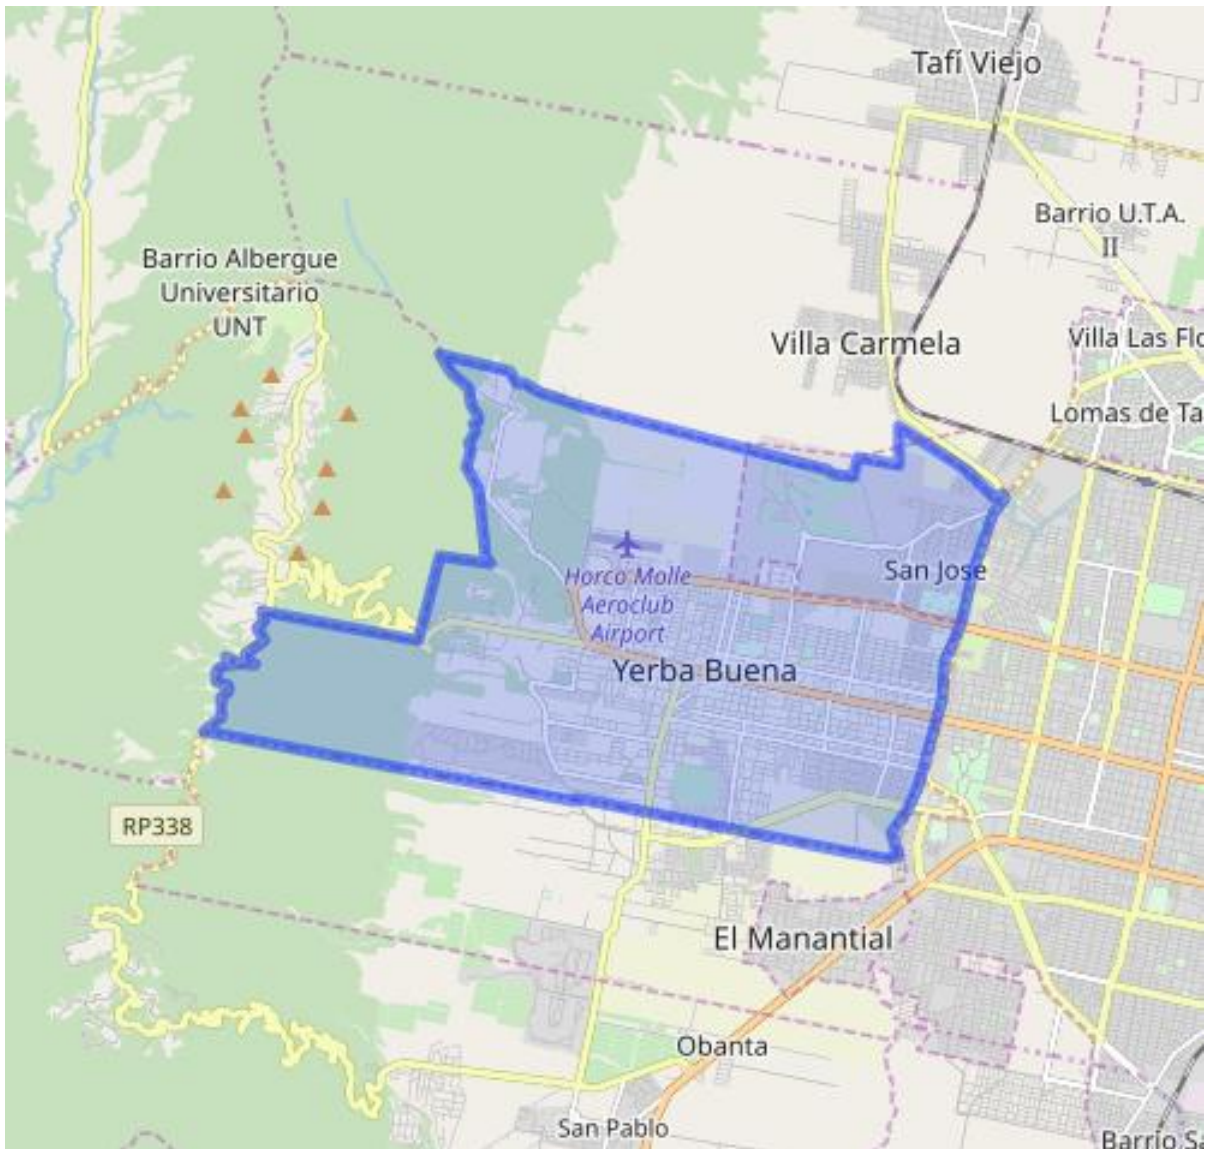 Tafí Viejo
Barrio U.T.A.
II
Barrio Albergue
Universitario
UNT
Villa Carmela
Villa Las Flo
Lomas de Ta
San Jose
Horco Molle
Aeroclub
Airport
Yerba Buena
RP338
El Manantial
Obanta
San Pablo
Barrio Sa